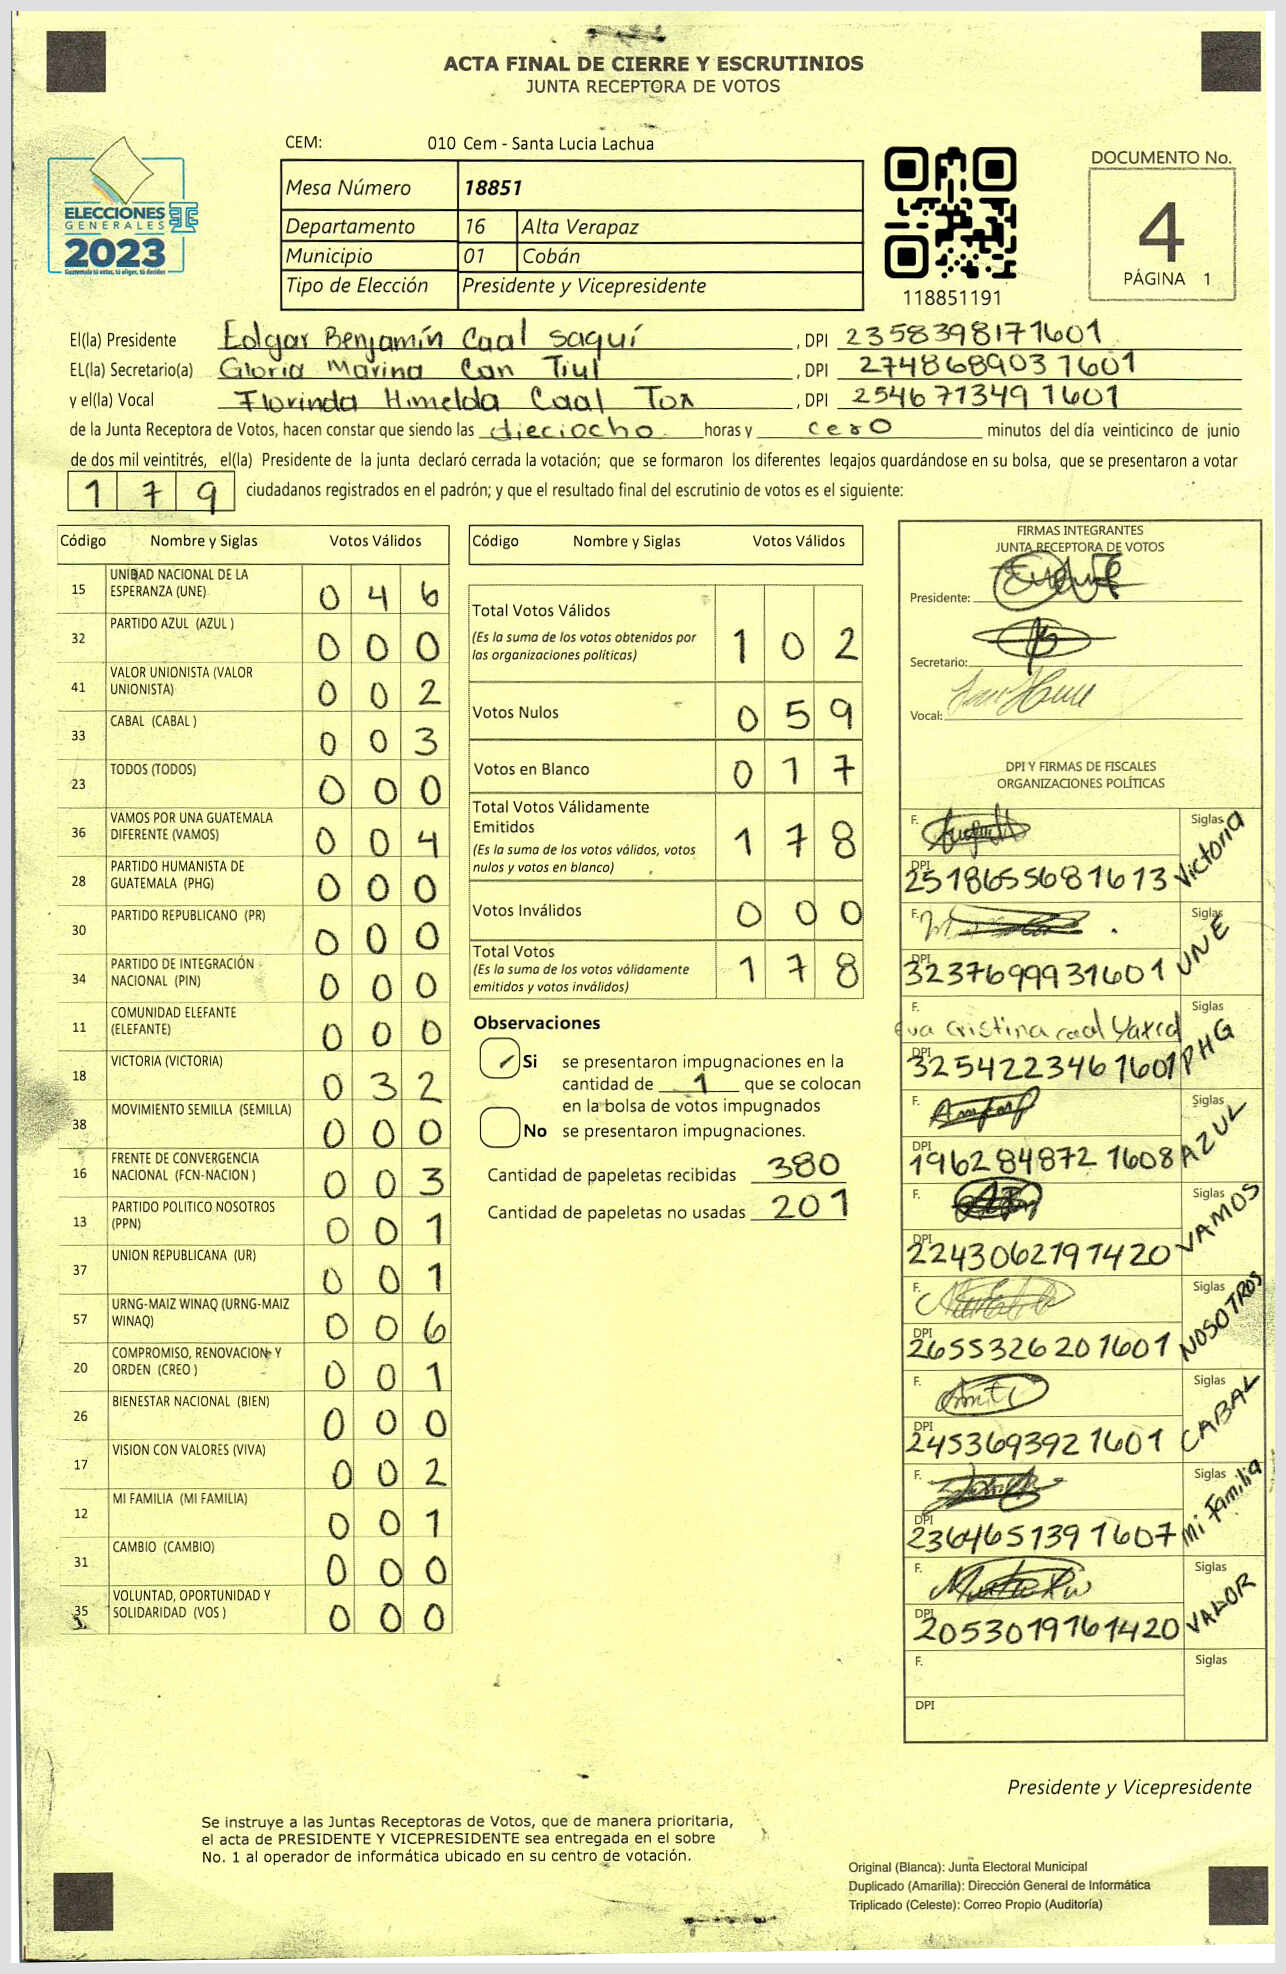 ACTA FINAL DE CIERRE Y ESCRUTINIOS
JUNTA RECEPTORA DE VOTOS
CEM: 010 Cem - Santa Lucia Lachua
ELECCIONES
GENERALES
2023
Guatemala tú votas, tú eliges, tú decides
Mesa Número 18851
Departamento 16 Alta Verapaz
Municipio 01 Cobán
Tipo de Elección Presidente y Vicepresidente
118851191
DOCUMENTO No.
4
PÁGINA 1
El(la) Presidente Edgar Benjamín Caal Saquí , DPI 2358398171601
EL(la) Secretario(a) Gloria Marina Can Tiul , DPI 2748689031601
y el(la) Vocal Florinda Himelda Caal Tox , DPI 2546713491601
de la Junta Receptora de Votos, hacen constar que siendo las dieciocho horas y cero minutos del día veinticinco de junio
de dos mil veintitrés, el(la) Presidente de la junta declaró cerrada la votación; que se formaron los diferentes legajos guardándose en su bolsa, que se presentaron a votar
1 7 9 ciudadanos registrados en el padrón; y que el resultado final del escrutinio de votos es el siguiente:
Código Nombre y Siglas Votos Válidos
15 UNIDAD NACIONAL DE LA ESPERANZA (UNE) 0 4 6
32 PARTIDO AZUL (AZUL ) 0 0 0
41 VALOR UNIONISTA (VALOR UNIONISTA) 0 0 2
33 CABAL (CABAL ) 0 0 3
23 TODOS (TODOS) 0 0 0
36 VAMOS POR UNA GUATEMALA DIFERENTE (VAMOS) 0 0 4
28 PARTIDO HUMANISTA DE GUATEMALA (PHG) 0 0 0
30 PARTIDO REPUBLICANO (PR) 0 0 0
34 PARTIDO DE INTEGRACIÓN NACIONAL (PIN) 0 0 0
11 COMUNIDAD ELEFANTE (ELEFANTE) 0 0 0
18 VICTORIA (VICTORIA) 0 3 2
38 MOVIMIENTO SEMILLA (SEMILLA) 0 0 0
16 FRENTE DE CONVERGENCIA NACIONAL (FCN-NACION ) 0 0 3
13 PARTIDO POLITICO NOSOTROS (PPN) 0 0 1
37 UNION REPUBLICANA (UR) 0 0 1
57 URNG-MAIZ WINAQ (URNG-MAIZ WINAQ) 0 0 6
20 COMPROMISO, RENOVACION Y ORDEN (CREO ) 0 0 1
26 BIENESTAR NACIONAL (BIEN) 0 0 0
17 VISION CON VALORES (VIVA) 0 0 2
12 MI FAMILIA (MI FAMILIA) 0 0 1
31 CAMBIO (CAMBIO) 0 0 0
35 VOLUNTAD, OPORTUNIDAD Y SOLIDARIDAD (VOS ) 0 0 0
Código Nombre y Siglas Votos Válidos
Total Votos Válidos 1 0 2
(Es la suma de los votos obtenidos por
las organizaciones políticas)
Votos Nulos 0 5 9
Votos en Blanco 0 1 7
Total Votos Válidamente
Emitidos 1 7 8
(Es la suma de los votos válidos, votos
nulos y votos en blanco)
Votos Inválidos 0 0 0
Total Votos 1 7 8
(Es la suma de los votos válidamente
emitidos y votos inválidos)
Observaciones
Si se presentaron impugnaciones en la
cantidad de 1 que se colocan
en la bolsa de votos impugnados
No se presentaron impugnaciones.
Cantidad de papeletas recibidas 380
Cantidad de papeletas no usadas 201
FIRMAS INTEGRANTES
JUNTA RECEPTORA DE VOTOS
Presidente:
Secretario:
Vocal:
DPI Y FIRMAS DE FISCALES
ORGANIZACIONES POLÍTICAS
F. Siglas Victoria
DPI 2518655681613
F. Siglas UNE
DPI 3237699931601
F. Eva Cristina caal Yaxcal Siglas PHG
DPI 3254223461601
F. Siglas AZUL
DPI 1962848721608
F. Siglas VAMOS
DPI 2243062191420
F. Siglas NOSOTROS
DPI 2655326201601
F. Siglas CABAL
DPI 2453693921601
F. Siglas Mi Familia
DPI 2364651391607
F. Siglas VALOR
DPI 2053019161420
F. Siglas
DPI
Presidente y Vicepresidente
Se instruye a las Juntas Receptoras de Votos, que de manera prioritaria,
el acta de PRESIDENTE Y VICEPRESIDENTE sea entregada en el sobre
No. 1 al operador de informática ubicado en su centro de votación.
Original (Blanca): Junta Electoral Municipal
Duplicado (Amarilla): Dirección General de Informática
Triplicado (Celeste): Correo Propio (Auditoría)